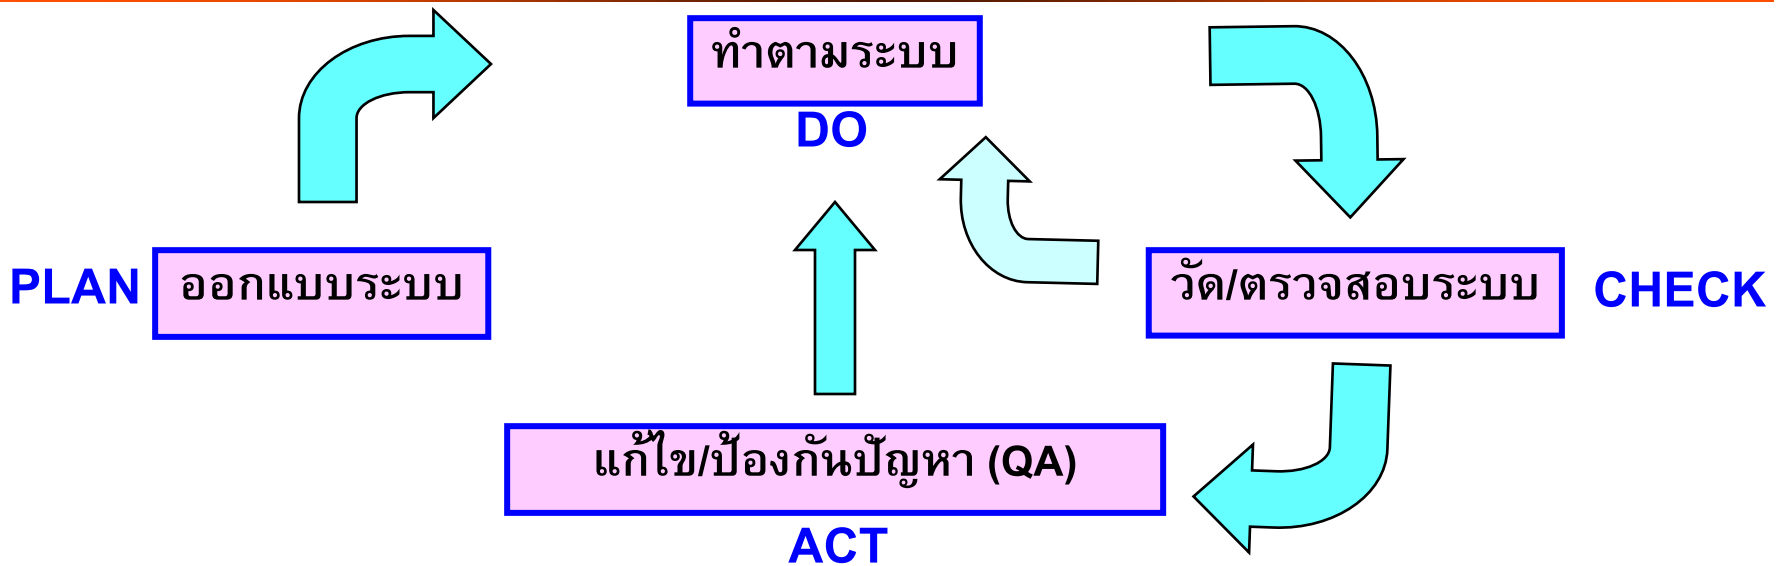 ทำตามระบบ
DO
PLAN
ออกแบบระบบ
วัด/ตรวจสอบระบบ
CHECK
แก้ไข/ป้องกันปัญหา (QA)
ACT